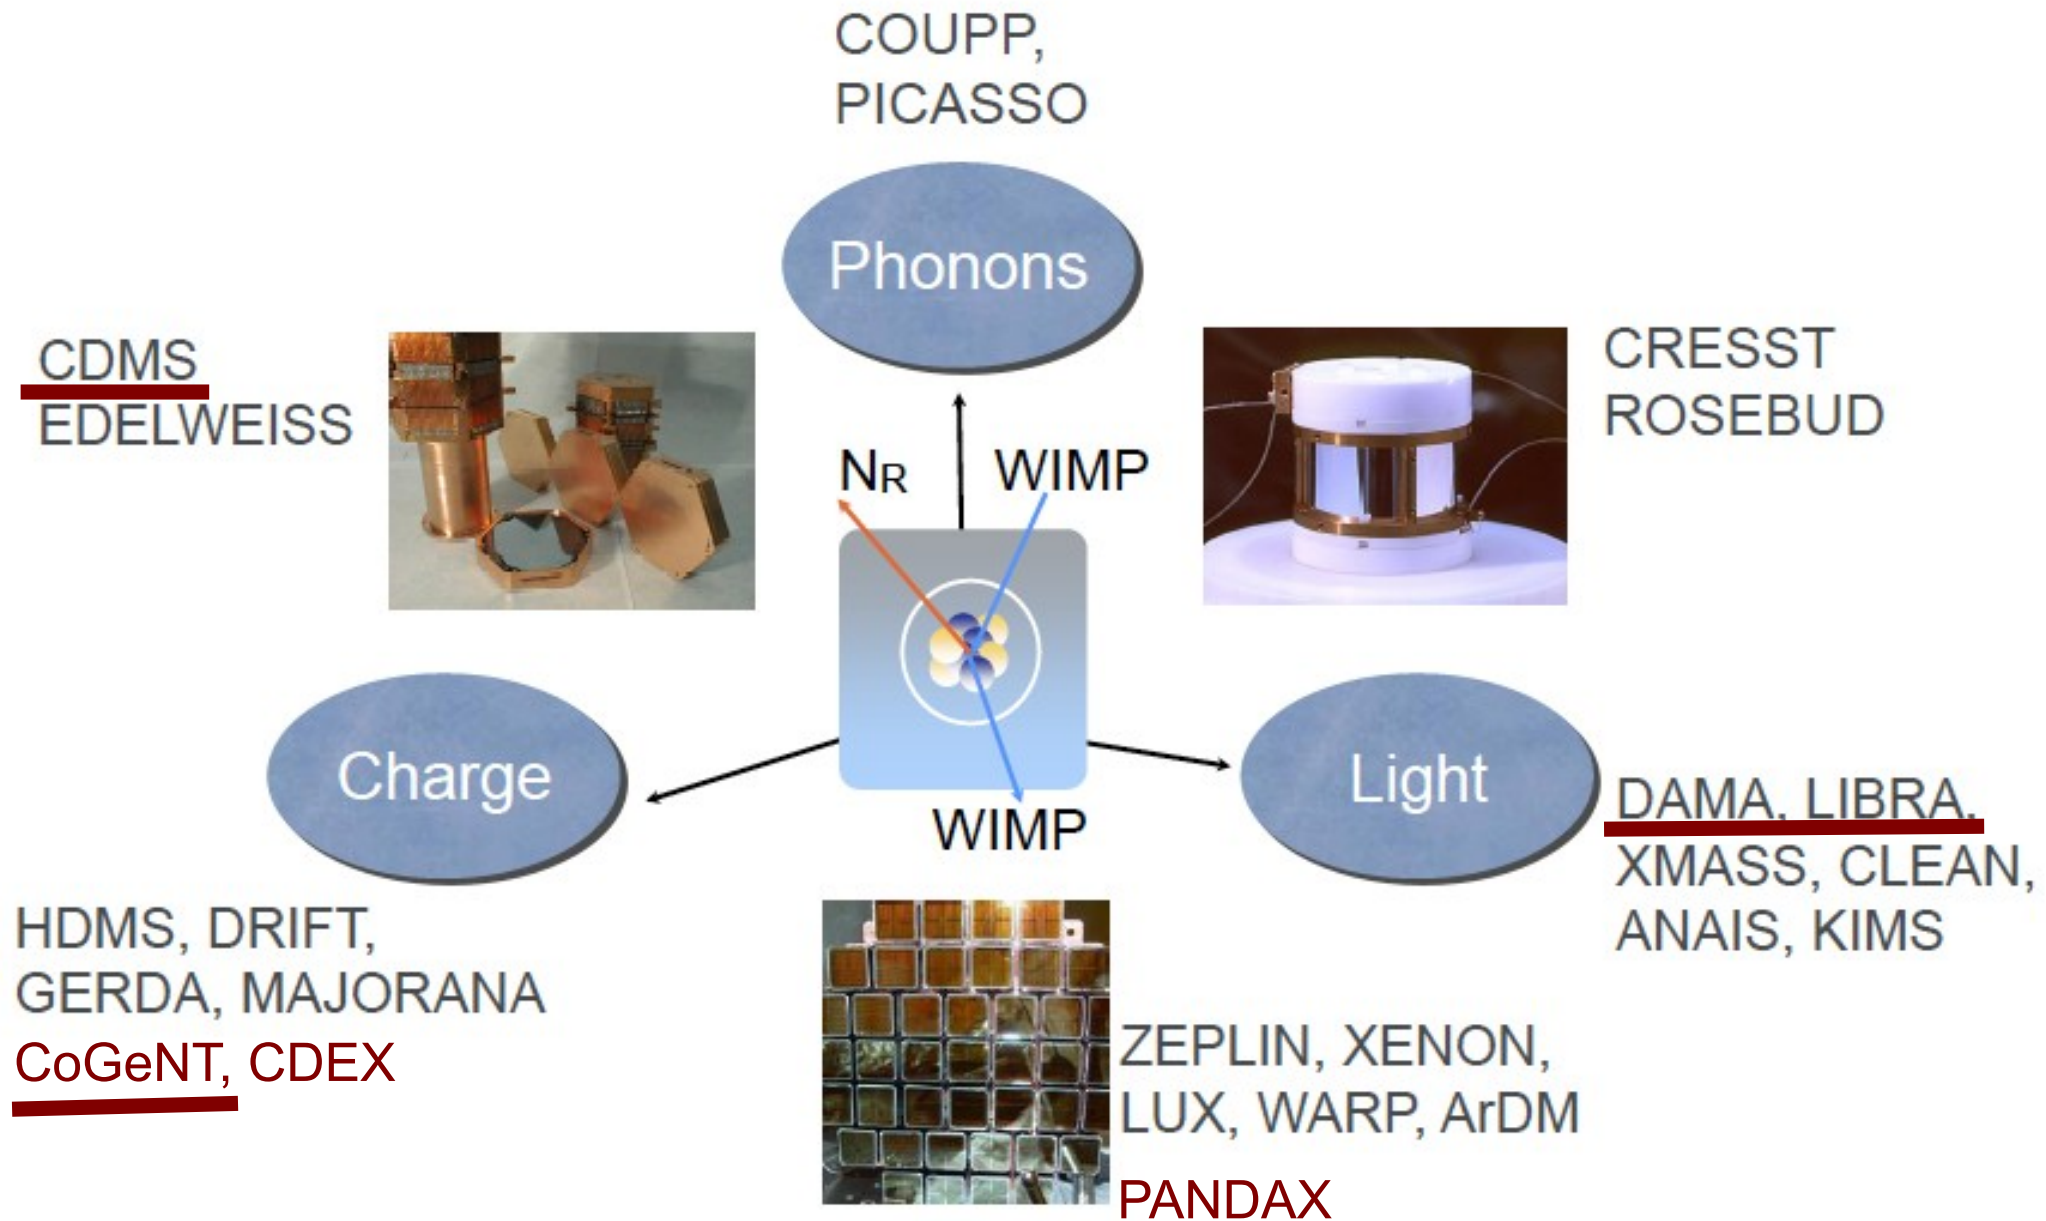 COUPP,
PICASSO
Phonons
CDMS
EDELWEISS
CRESST
ROSEBUD
NR
WIMP
Charge
Light
WIMP
DAMA, LIBRA,
XMASS, CLEAN,
ANAIS, KIMS
HDMS, DRIFT,
GERDA, MAJORANA
CoGeNT, CDEX
ZEPLIN, XENON,
LUX, WARP, ArDM
PANDAX